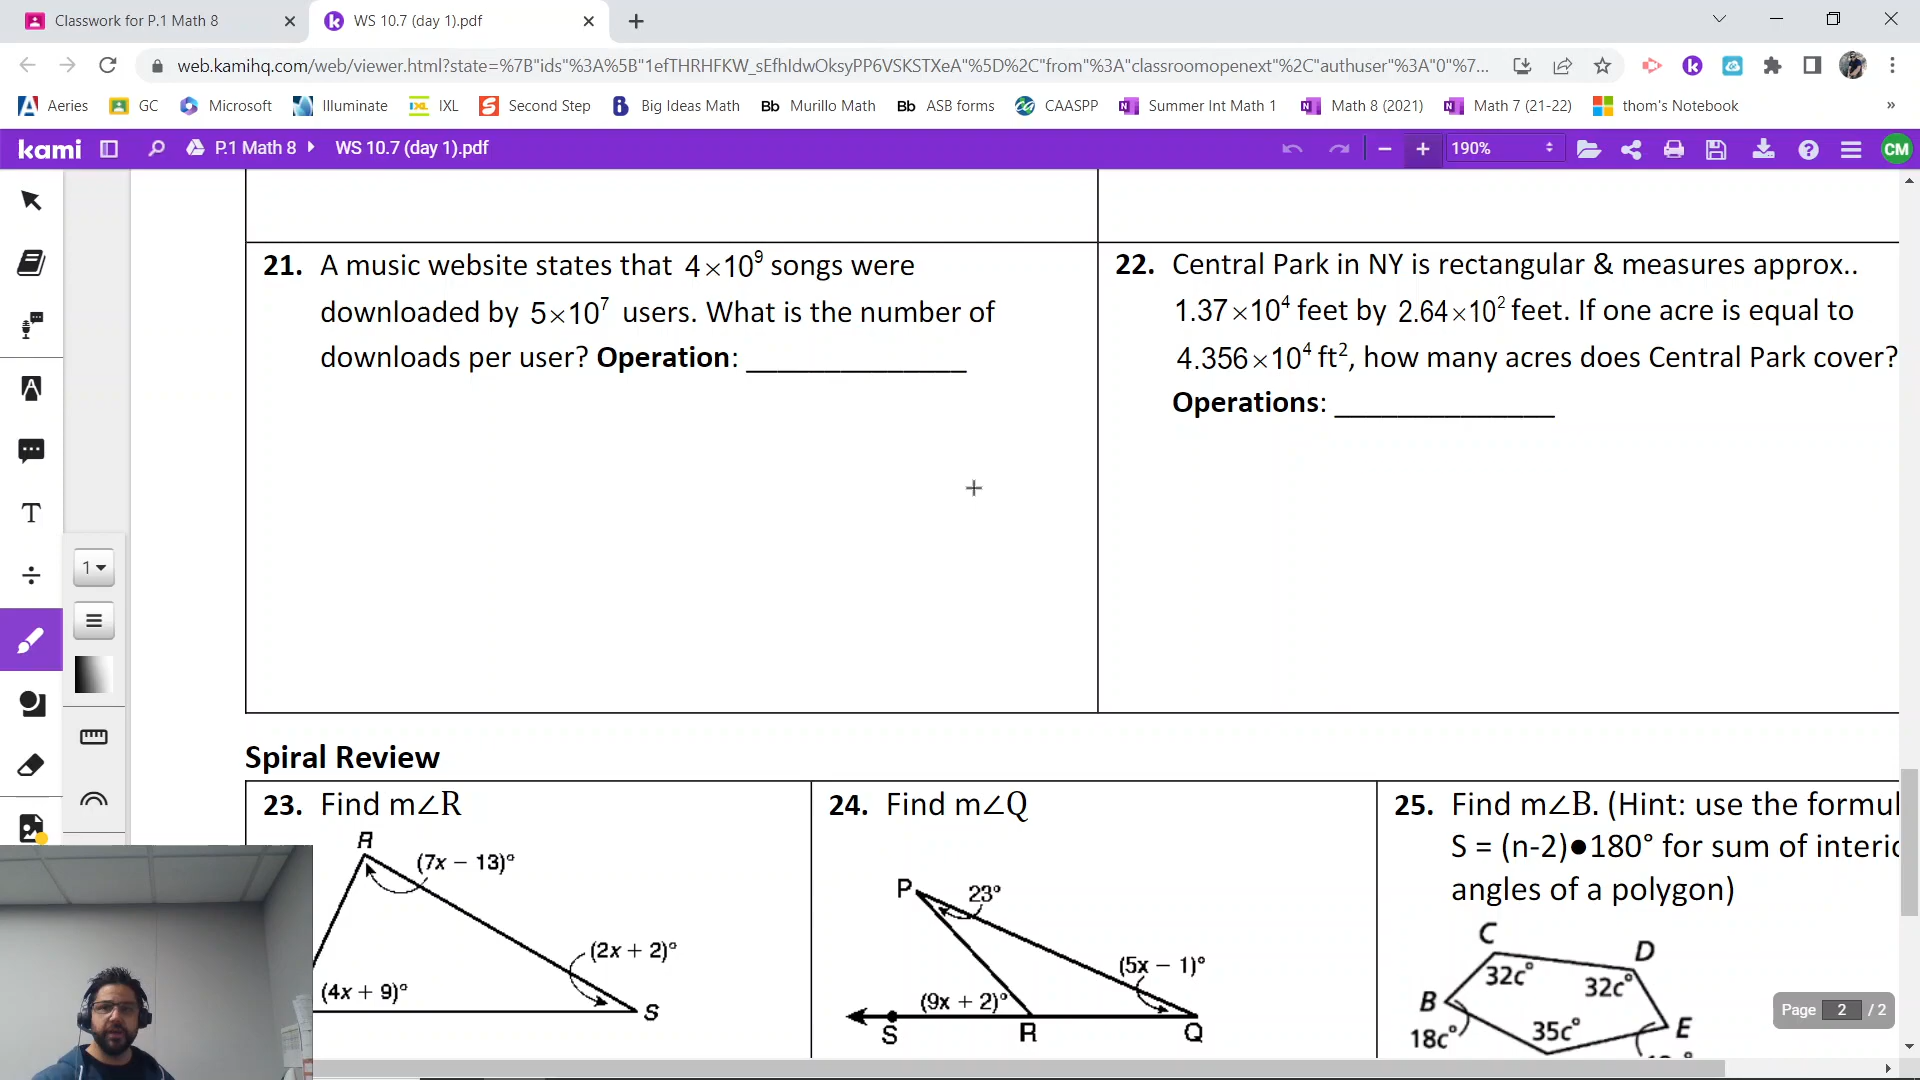 Classwork for P.1 Math 8
WS 10.7 (day 1).pdf
web.kamihq.com/web/viewer.html?state=%7B"ids"%3A%5B"1efTHRHFKW_sEfhIdwOksyPP6VSKSTXeA"%5D%2C"from"%3A"classroomopenext"%2C"authuser"%3A"0"%7...
Aeries GC Microsoft Illuminate IXL Second Step Big Ideas Math Bb Murillo Math Bb ASB forms CAASPP Summer Int Math 1 Math 8 (2021) Math 7 (21-22) thom's Notebook »
kami P.1 Math 8 WS 10.7 (day 1).pdf 190% CM
21. A music website states that 4×10⁹ songs were
downloaded by 5×10⁷ users. What is the number of
downloads per user? Operation: ______________
22. Central Park in NY is rectangular & measures approx..
1.37×10⁴ feet by 2.64×10² feet. If one acre is equal to
4.356×10⁴ ft², how many acres does Central Park cover?
Operations: ______________
1
Spiral Review
23. Find m∠R
R
(7x − 13)°
(2x + 2)°
(4x + 9)°
S
24. Find m∠Q
P
23°
(5x − 1)°
(9x + 2)°
S R Q
25. Find m∠B. (Hint: use the
S = (n-2)●180° for sum of
angles of a polygon)
C
D
32c°
32c°
B
E
18c°
35c°
Page 2 / 2